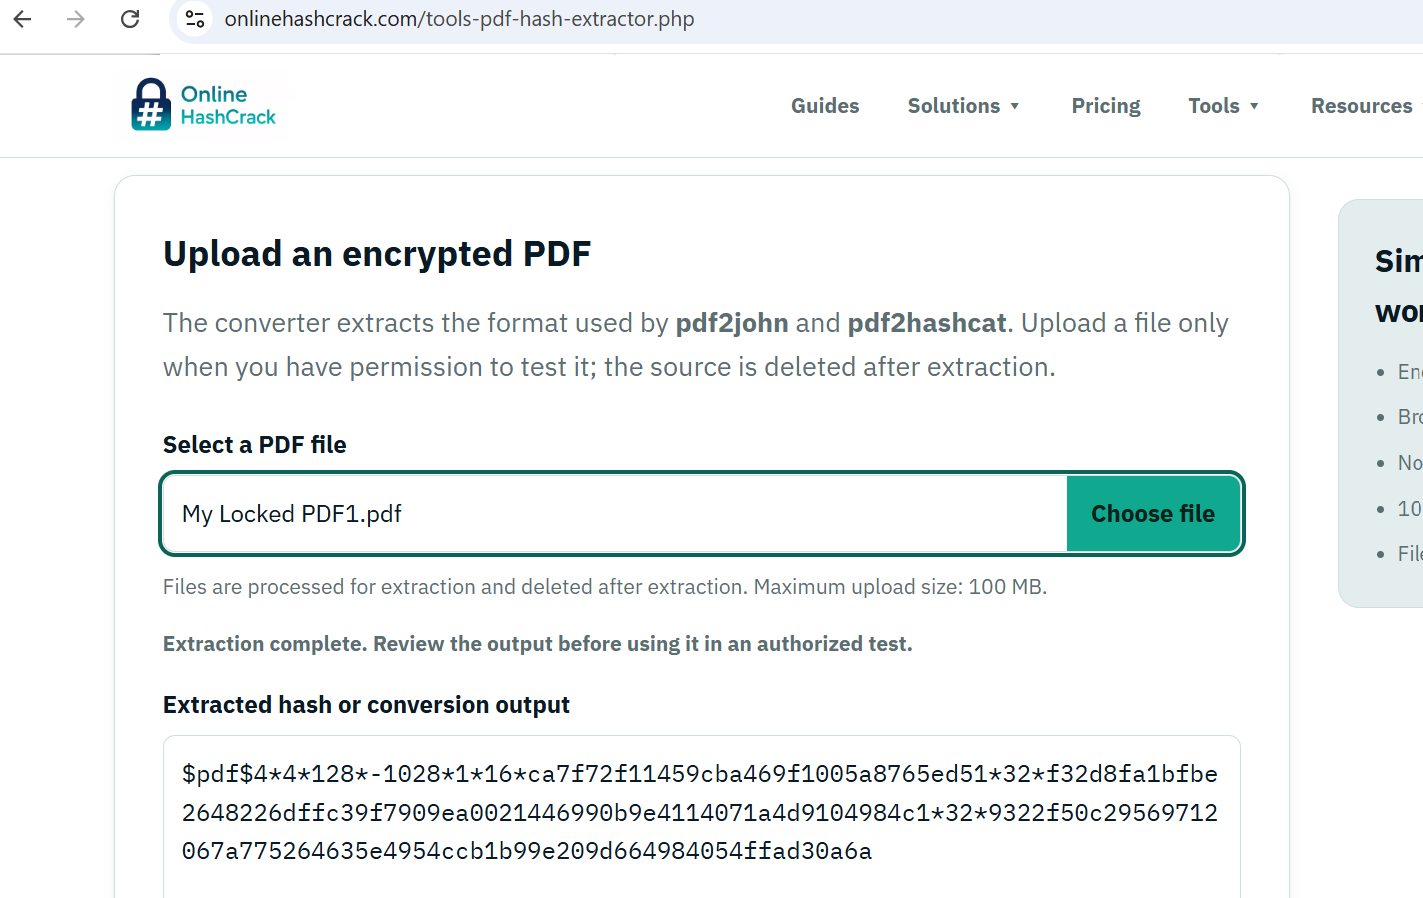 onlinehashcrack.com/tools-pdf-hash-extractor.php
Online
HashCrack
Guides Solutions ▼ Pricing Tools ▼ Resources
Upload an encrypted PDF
The converter extracts the format used by pdf2john and pdf2hashcat. Upload a file only
when you have permission to test it; the source is deleted after extraction.
Select a PDF file
My Locked PDF1.pdf
Choose file
Files are processed for extraction and deleted after extraction. Maximum upload size: 100 MB.
Extraction complete. Review the output before using it in an authorized test.
Extracted hash or conversion output
$pdf$4*4*128*-1028*1*16*ca7f72f11459cba469f1005a8765ed51*32*f32d8fa1bfbe
2648226dffc39f7909ea0021446990b9e4114071a4d9104984c1*32*9322f50c29569712
067a775264635e4954ccb1b99e209d664984054ffad30a6a